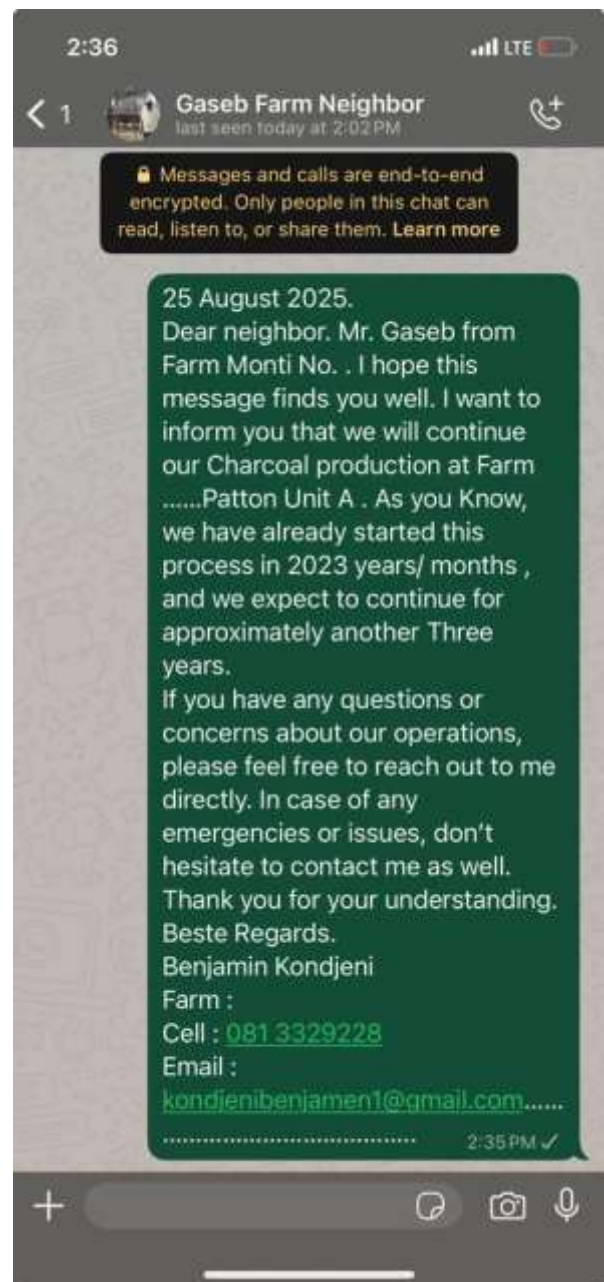 2:36
LTE
1
Gaseb Farm Neighbor
last seen today at 2:02 PM
Messages and calls are end-to-end
encrypted. Only people in this chat can
read, listen to, or share them. Learn more
25 August 2025.
Dear neighbor. Mr. Gaseb from
Farm Monti No. . I hope this
message finds you well. I want to
inform you that we will continue
our Charcoal production at Farm
......Patton Unit A . As you Know,
we have already started this
process in 2023 years/ months ,
and we expect to continue for
approximately another Three
years.
If you have any questions or
concerns about our operations,
please feel free to reach out to me
directly. In case of any
emergencies or issues, don't
hesitate to contact me as well.
Thank you for your understanding.
Beste Regards.
Benjamin Kondjeni
Farm :
Cell : 081 3329228
Email :
kondjenibenjamen1@gmail.com......
.......................................
2:35 PM